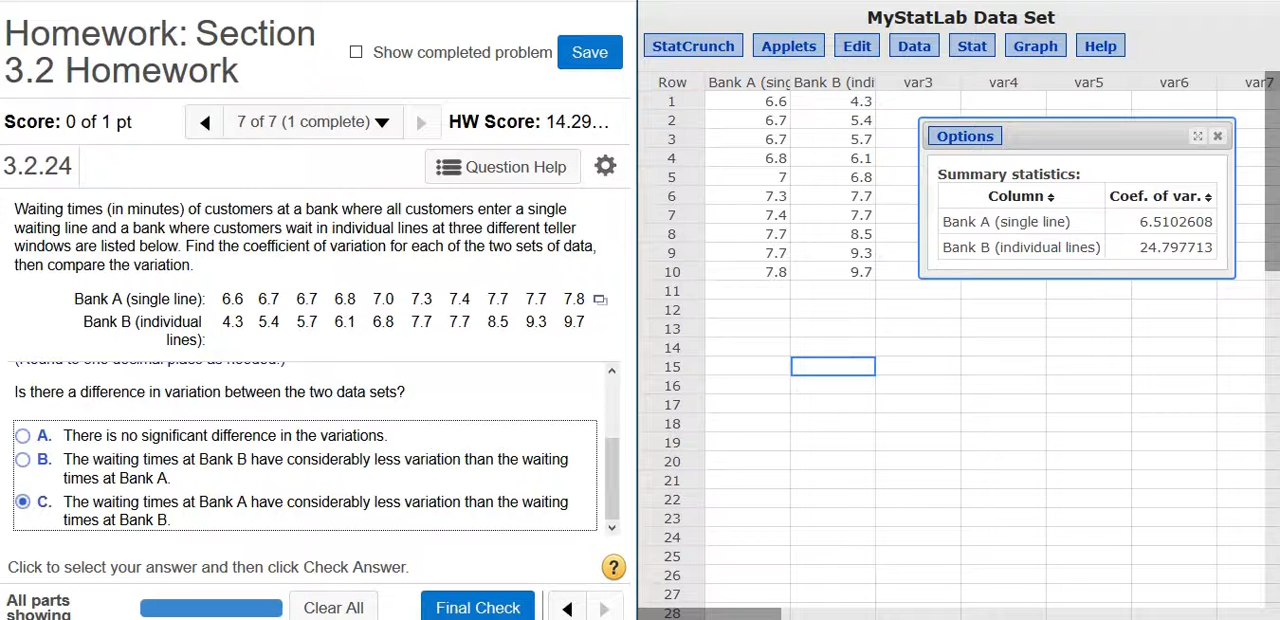 Homework: Section
3.2 Homework
Show completed problem
Save
Score: 0 of 1 pt
7 of 7 (1 complete)
HW Score: 14.29...
3.2.24
Question Help
Waiting times (in minutes) of customers at a bank where all customers enter a single
waiting line and a bank where customers wait in individual lines at three different teller
windows are listed below. Find the coefficient of variation for each of the two sets of data,
then compare the variation.
Bank A (single line): 6.6 6.7 6.7 6.8 7.0 7.3 7.4 7.7 7.7 7.8
Bank B (individual 4.3 5.4 5.7 6.1 6.8 7.7 7.7 8.5 9.3 9.7
lines):
(Round to one decimal place as needed.)
Is there a difference in variation between the two data sets?
A. There is no significant difference in the variations.
B. The waiting times at Bank B have considerably less variation than the waiting
times at Bank A.
C. The waiting times at Bank A have considerably less variation than the waiting
times at Bank B.
Click to select your answer and then click Check Answer.
?
All parts
showing
Clear All
Final Check
MyStatLab Data Set
StatCrunch Applets Edit Data Stat Graph Help
Row Bank A (sing Bank B (indi var3 var4 var5 var6 var7
1 6.6 4.3
2 6.7 5.4
3 6.7 5.7
4 6.8 6.1
5 7 6.8
6 7.3 7.7
7 7.4 7.7
8 7.7 8.5
9 7.7 9.3
10 7.8 9.7
11
12
13
14
15
16
17
18
19
20
21
22
23
24
25
26
27
28
Options
Summary statistics:
Column Coef. of var.
Bank A (single line) 6.5102608
Bank B (individual lines) 24.797713